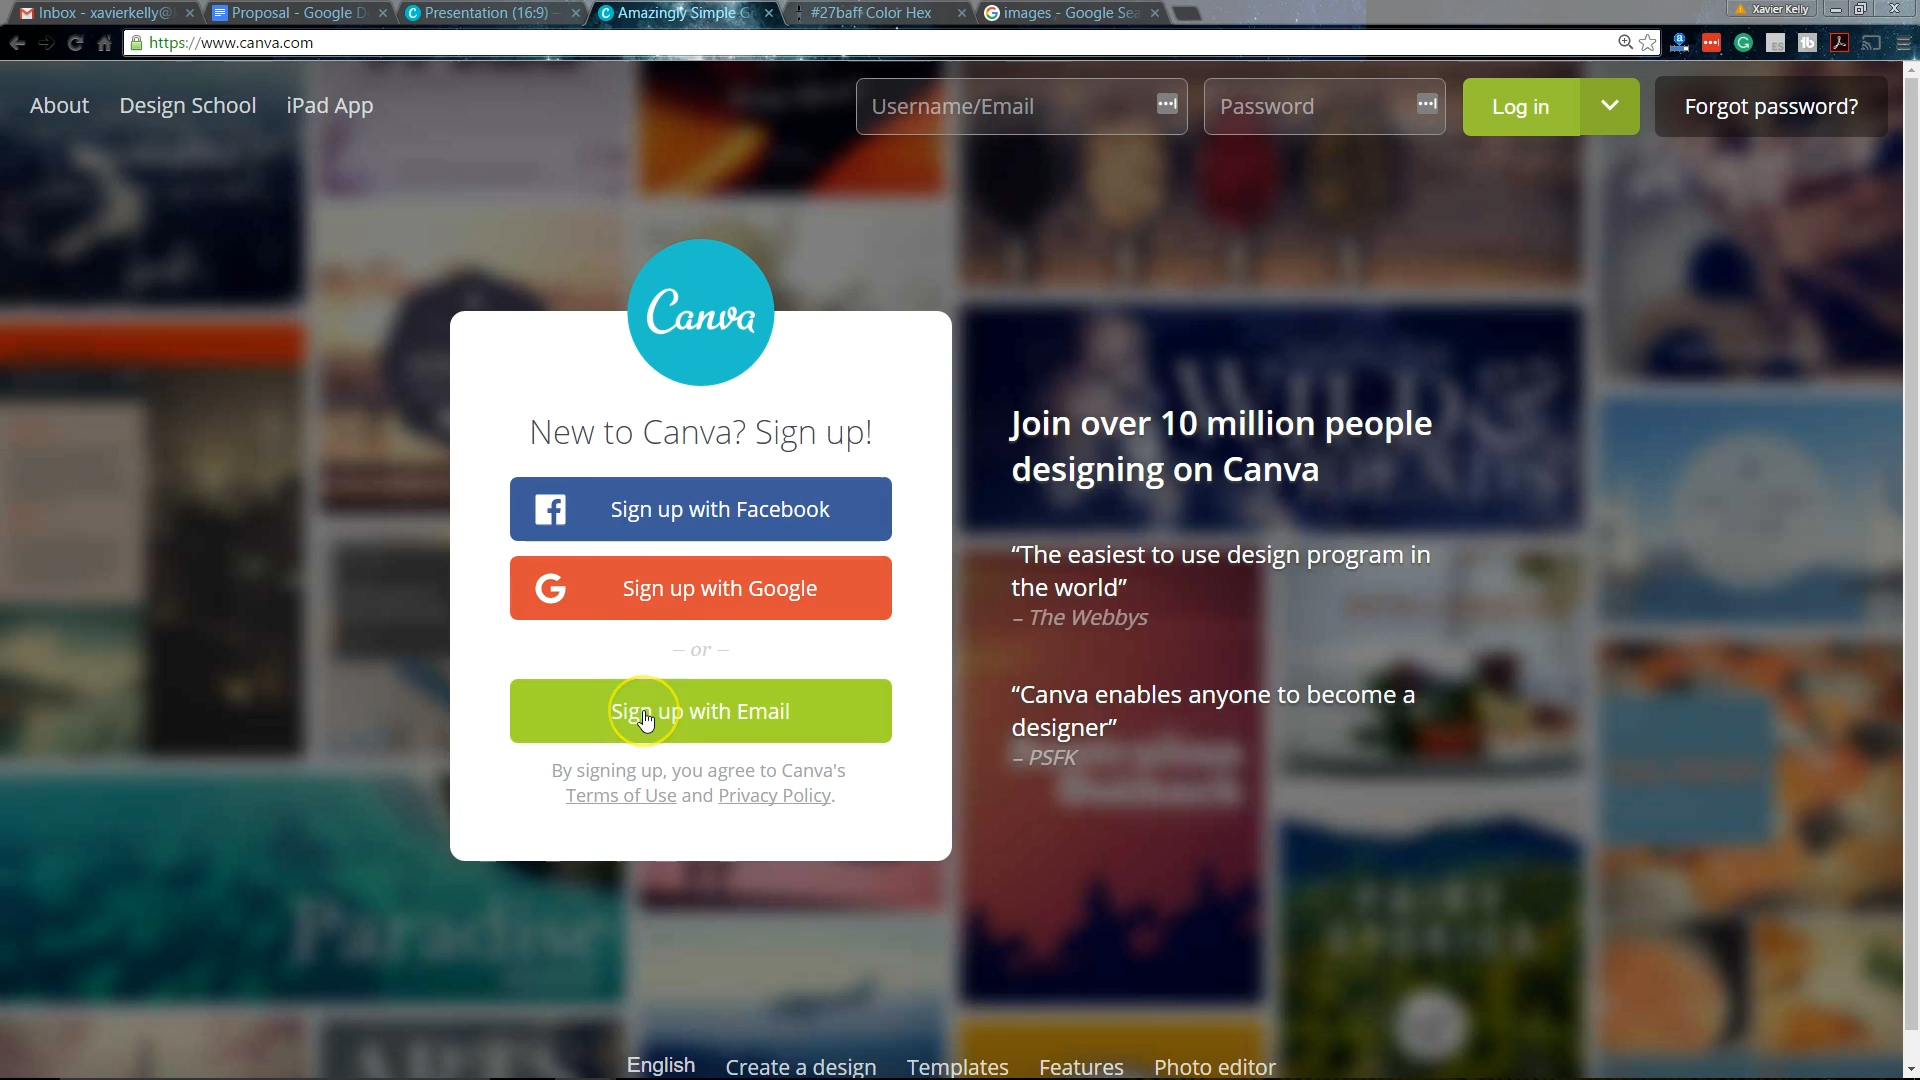 Inbox - xavierkelly@
Proposal - Google D
Presentation (16:9) -
Amazingly Simple G
#27baff Color Hex
images - Google Sea
Xavier Kelly
https://www.canva.com
About
Design School
iPad App
Username/Email
Password
Log in
Forgot password?
Canva
New to Canva? Sign up!
Sign up with Facebook
Sign up with Google
– or –
Sign up with Email
By signing up, you agree to Canva's
Terms of Use and Privacy Policy.
Join over 10 million people
designing on Canva
“The easiest to use design program in
the world”
– The Webbys
“Canva enables anyone to become a
designer”
– PSFK
WILD &
Paradise
Outback
English
Create a design
Templates
Features
Photo editor